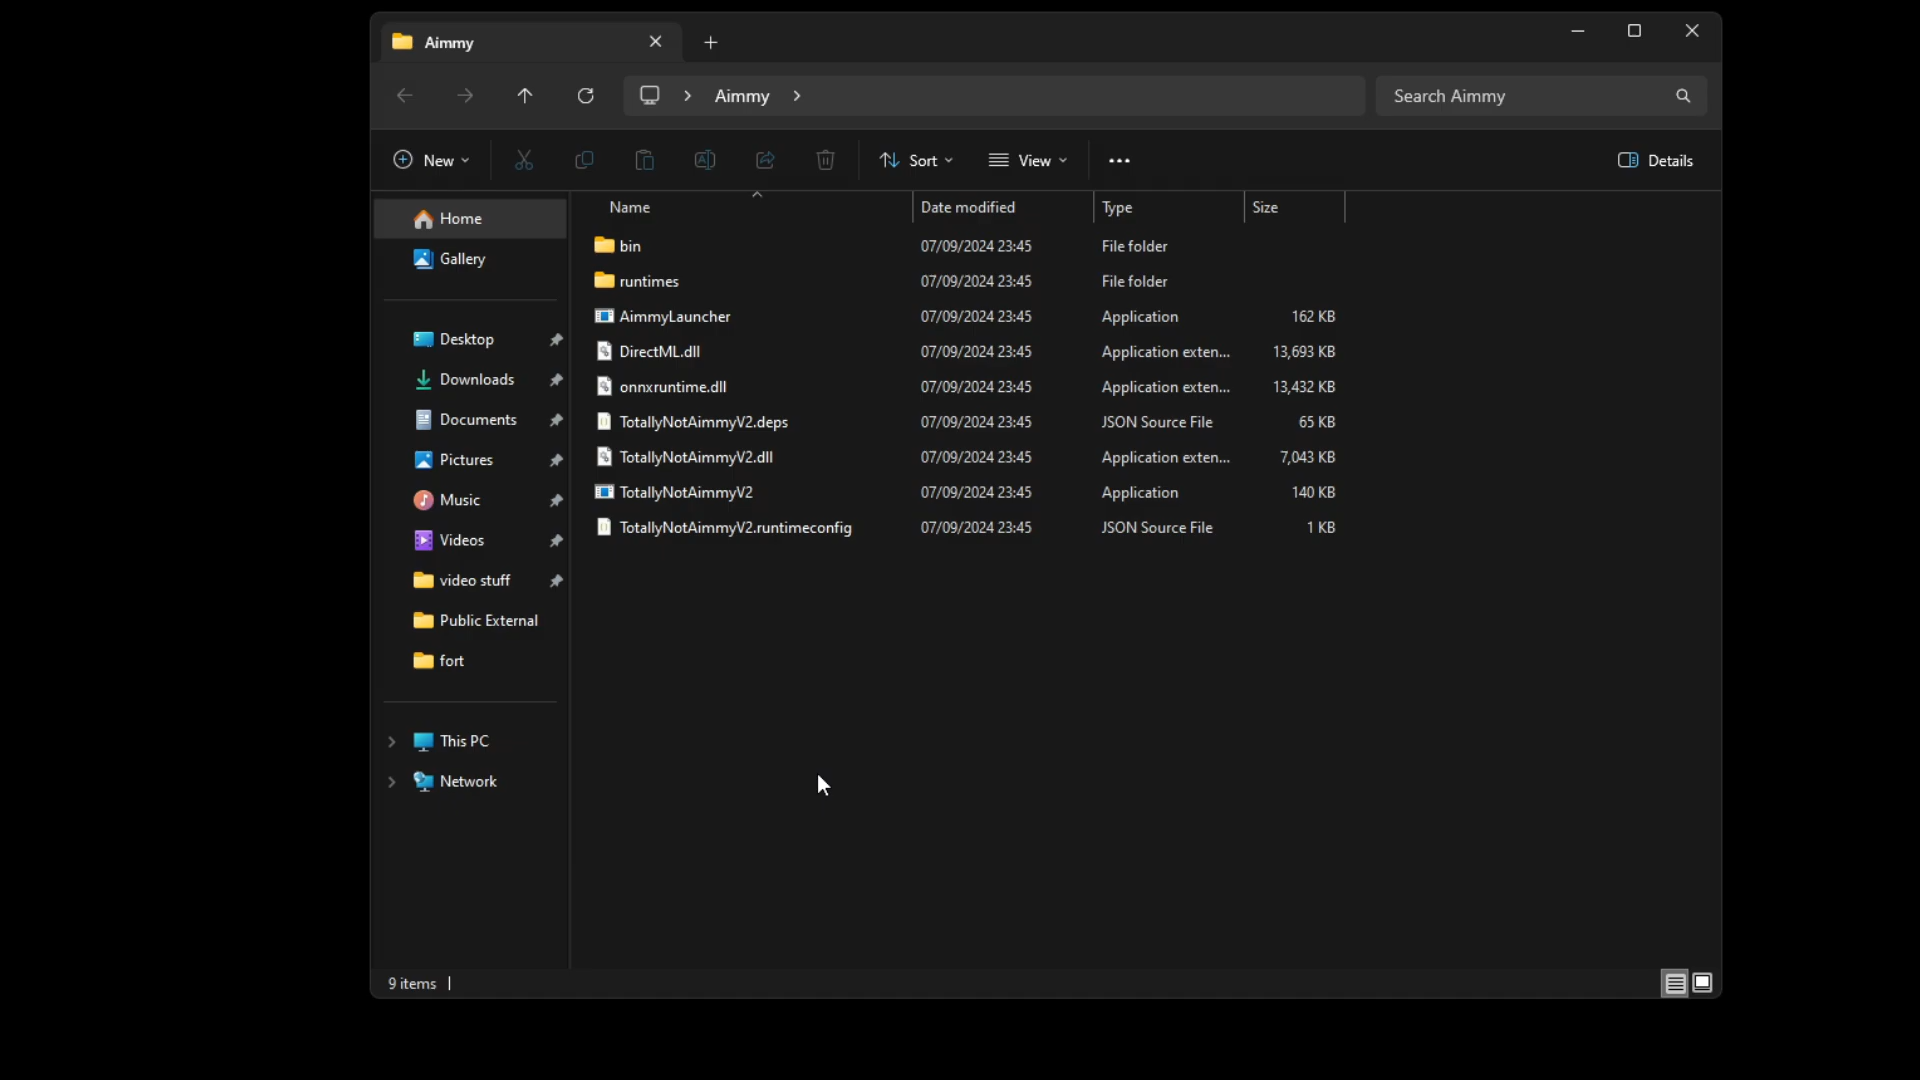 Aimmy
Aimmy
Search Aimmy
New
Sort
View
Details
Name Date modified Type Size
Home
Gallery
Desktop
Downloads
Documents
Pictures
Music
Videos
video stuff
Public External
fort
This PC
Network
bin 07/09/2024 23:45 File folder
runtimes 07/09/2024 23:45 File folder
AimmyLauncher 07/09/2024 23:45 Application 162 KB
DirectML.dll 07/09/2024 23:45 Application exten... 13,693 KB
onnxruntime.dll 07/09/2024 23:45 Application exten... 13,432 KB
TotallyNotAimmyV2.deps 07/09/2024 23:45 JSON Source File 65 KB
TotallyNotAimmyV2.dll 07/09/2024 23:45 Application exten... 7,043 KB
TotallyNotAimmyV2 07/09/2024 23:45 Application 140 KB
TotallyNotAimmyV2.runtimeconfig 07/09/2024 23:45 JSON Source File 1 KB
9 items